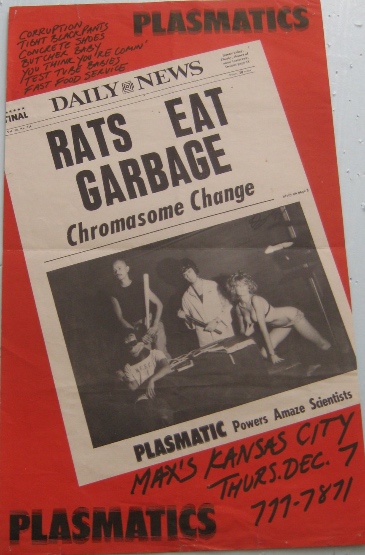 PLASMATICS
CORRUPTION
TIGHT BLACK PANTS
CONCRETE SHOES
BUTCHER BABY
YOU THINK YOU'RE COMIN'
TEST TUBE BABIES
FAST FOOD SERVICE
DAILY NEWS
RATS EAT
GARBAGE
Chromasome Change
PLASMATIC Powers Amaze Scientists
MAX'S KANSAS CITY
THURS. DEC. 7
777-7871
PLASMATICS